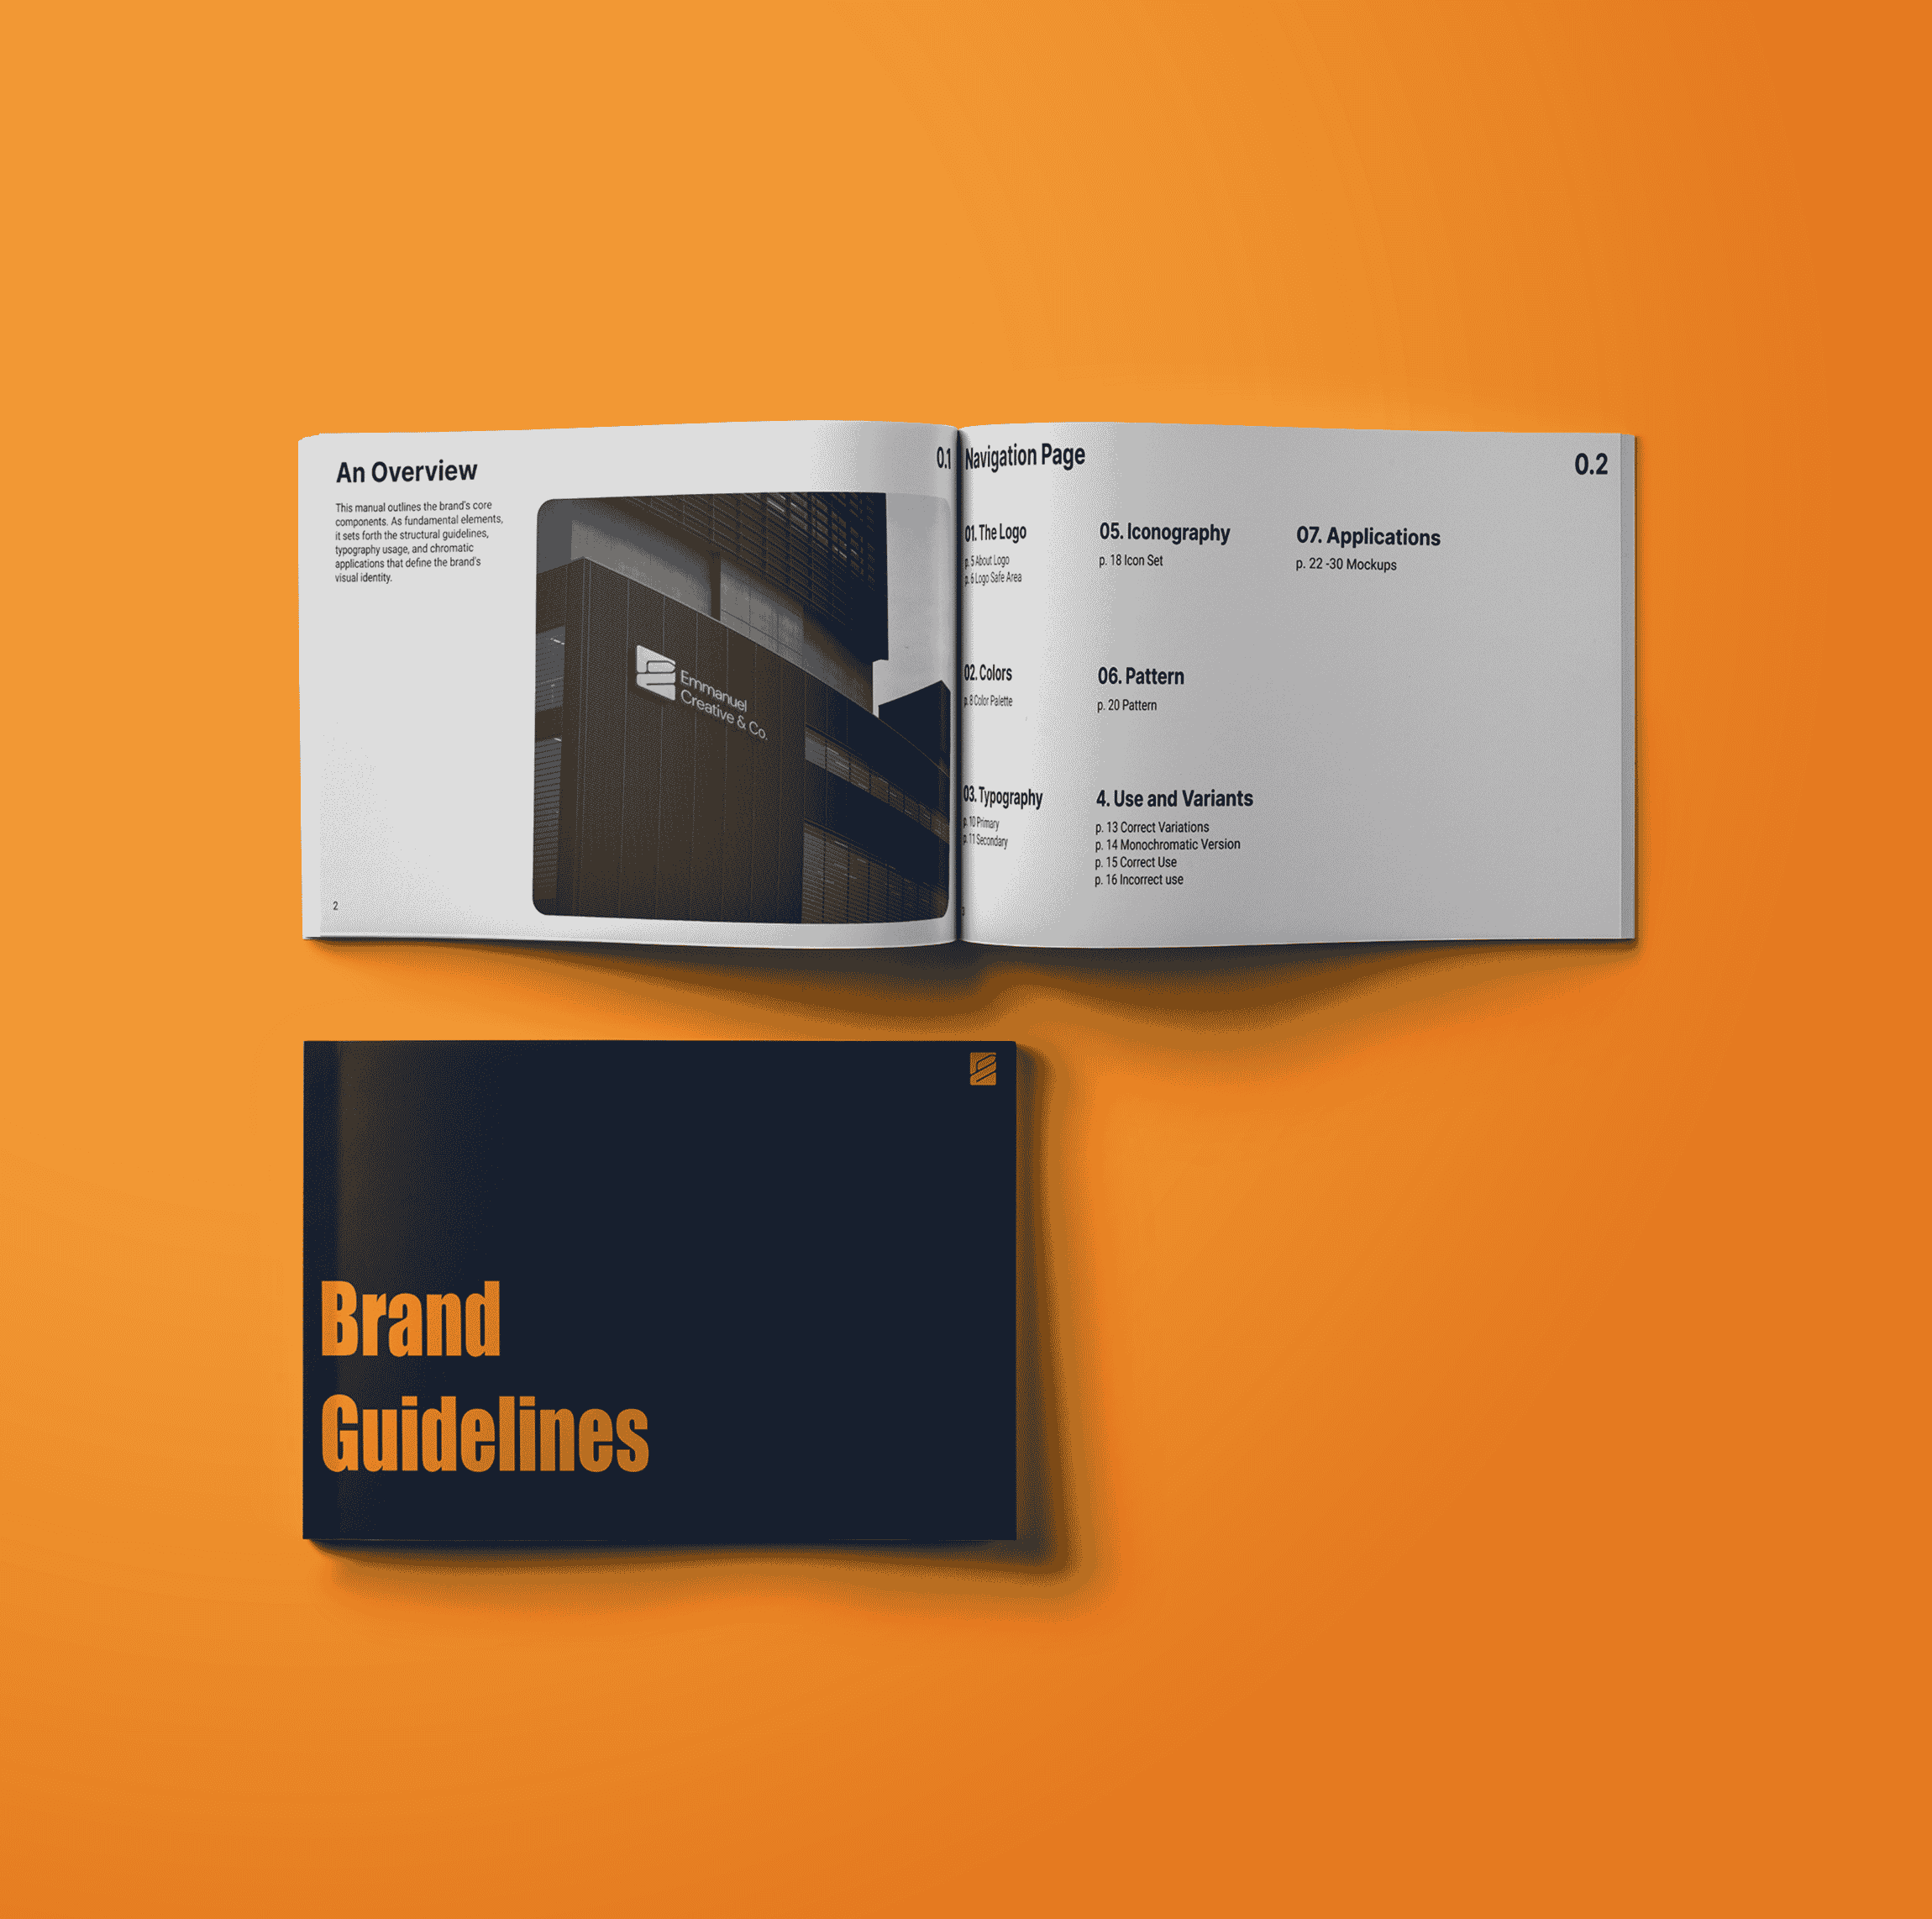 An Overview
0.1
This manual outlines the brand's core
components. As fundamental elements,
it sets forth the structural guidelines,
typography usage, and chromatic
applications that define the brand's
visual identity.
Emmanuel
Creative & Co.
2
Navigation Page
0.2
01. The Logo
p. 5 About Logo
p. 6 Logo Safe Area
02. Colors
p. 8 Color Palette
03. Typography
p. 10 Primary
p. 11 Secondary
05. Iconography
p. 18 Icon Set
06. Pattern
p. 20 Pattern
4. Use and Variants
p. 13 Correct Variations
p. 14 Monochromatic Version
p. 15 Correct Use
p. 16 Incorrect use
07. Applications
p. 22 -30 Mockups
Brand
Guidelines